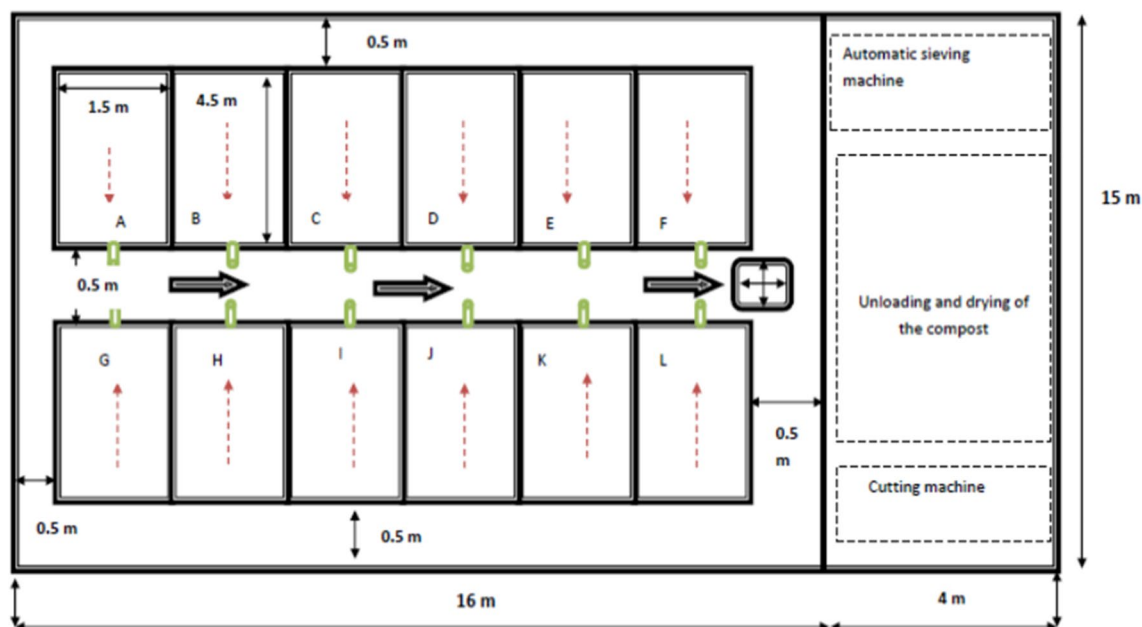 0.5 m
Automatic sieving
machine
1.5 m
4.5 m
A
B
C
D
E
F
15 m
0.5 m
Unloading and drying of
the compost
G
H
I
J
K
L
0.5
m
Cutting machine
0.5 m
0.5 m
16 m
4 m